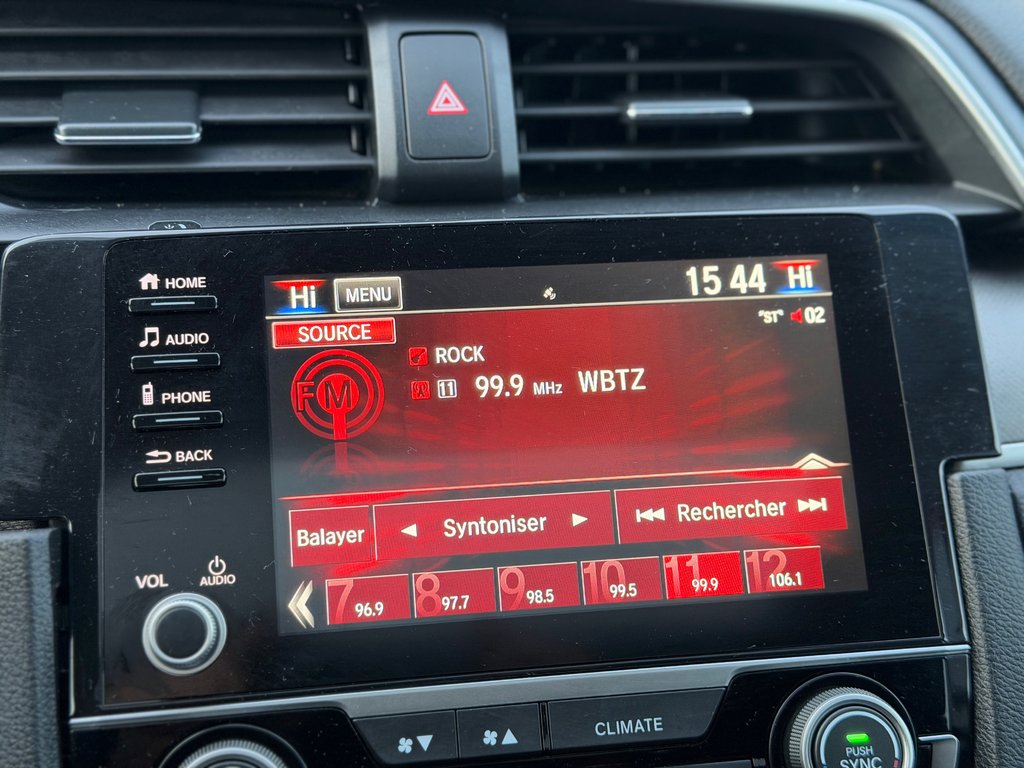 HOME
AUDIO
PHONE
BACK
VOL
AUDIO
Hi
MENU
15 44
Hi
SOURCE
"ST" 02
FM
ROCK
11 99.9 MHz WBTZ
Balayer
Syntoniser
Rechercher
7 96.9
8 97.7
9 98.5
10 99.5
11 99.9
12 106.1
CLIMATE
PUSH
SYNC